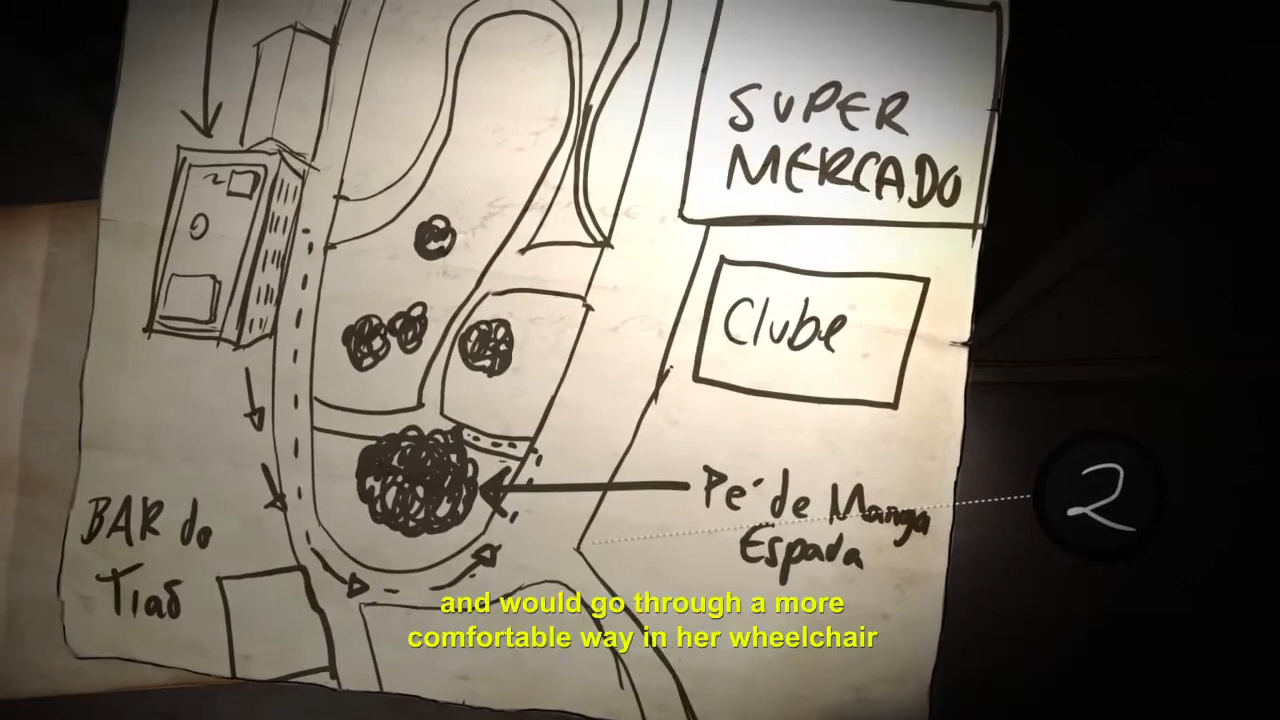 SUPER
MERCADO
Clube
Pé de Manga
Espada
2
BAR do
Tião
and would go through a more
comfortable way in her wheelchair